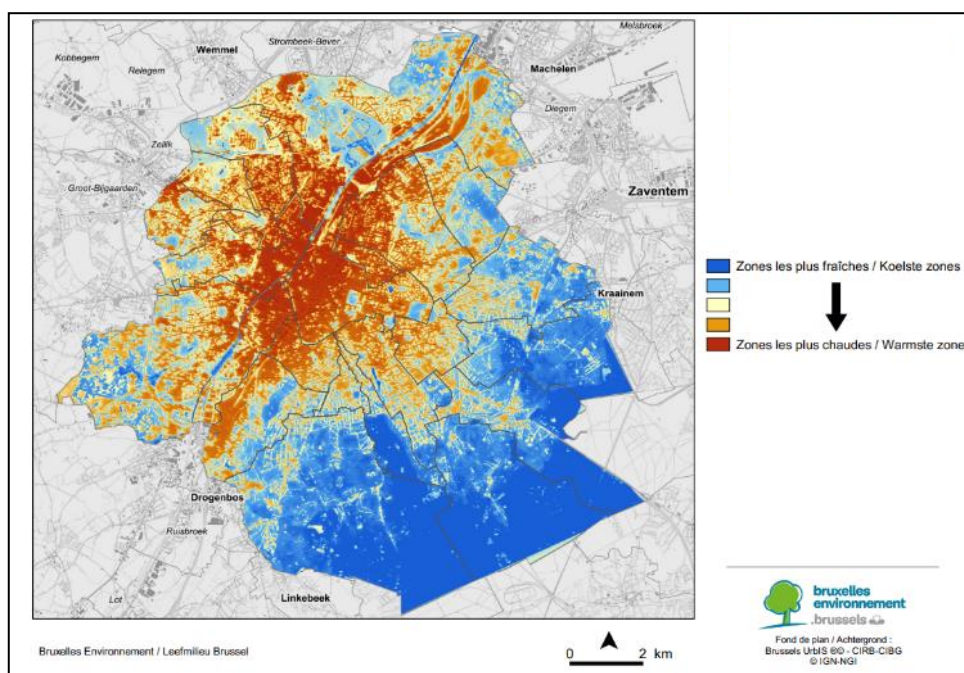 Melsbroek
Strombeek-Bever
Wemmel
Kobbegem
Relegem
Machelen
Diegem
Zellik
Groot-Bijgaarden
Zaventem
Zones les plus fraîches / Koelste zones
Kraainem
Zones les plus chaudes / Warmste zone
Drogenbos
Ruisbroek
Lot
Linkebeek
bruxelles
environnement
.brussels
Fond de plan / Achtergrond :
Brussels UrbIS ®© - CIRB-CIBG
© IGN-NGI
Bruxelles Environnement / Leefmilieu Brussel
0 2 km